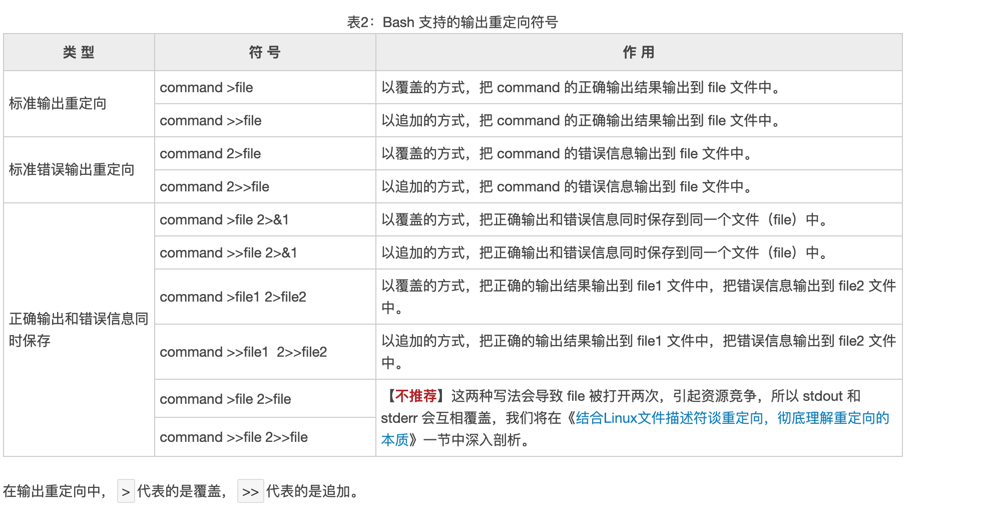 表2：Bash 支持的输出重定向符号
类 型
符 号
作 用
标准输出重定向
command >file
以覆盖的方式，把 command 的正确输出结果输出到 file 文件中。
command >>file
以追加的方式，把 command 的正确输出结果输出到 file 文件中。
标准错误输出重定向
command 2>file
以覆盖的方式，把 command 的错误信息输出到 file 文件中。
command 2>>file
以追加的方式，把 command 的错误信息输出到 file 文件中。
正确输出和错误信息同
时保存
command >file 2>&1
以覆盖的方式，把正确输出和错误信息同时保存到同一个文件（file）中。
command >>file 2>&1
以追加的方式，把正确输出和错误信息同时保存到同一个文件（file）中。
command >file1 2>file2
以覆盖的方式，把正确的输出结果输出到 file1 文件中，把错误信息输出到 file2 文件
中。
command >>file1  2>>file2
以追加的方式，把正确的输出结果输出到 file1 文件中，把错误信息输出到 file2 文件
中。
command >file 2>file
command >>file 2>>file
【不推荐】这两种写法会导致 file 被打开两次，引起资源竞争，所以 stdout 和
stderr 会互相覆盖，我们将在《结合Linux文件描述符谈重定向，彻底理解重定向的
本质》一节中深入剖析。
在输出重定向中，>代表的是覆盖，>>代表的是追加。